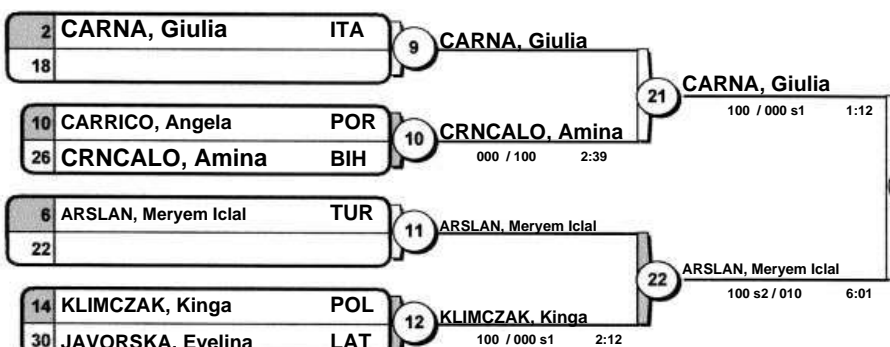 2 CARNA, Giulia ITA
18
9 CARNA, Giulia
10 CARRICO, Angela POR
26 CRNCALO, Amina BIH
10 CRNCALO, Amina
000 / 100 2:39
21 CARNA, Giulia
100 / 000 s1 1:12
6 ARSLAN, Meryem Iclal TUR
22
11 ARSLAN, Meryem Iclal
14 KLIMCZAK, Kinga POL
30 JAVORSKA, Evelina LAT
12 KLIMCZAK, Kinga
100 / 000 s1 2:12
22 ARSLAN, Meryem Iclal
100 s2 / 010 6:01